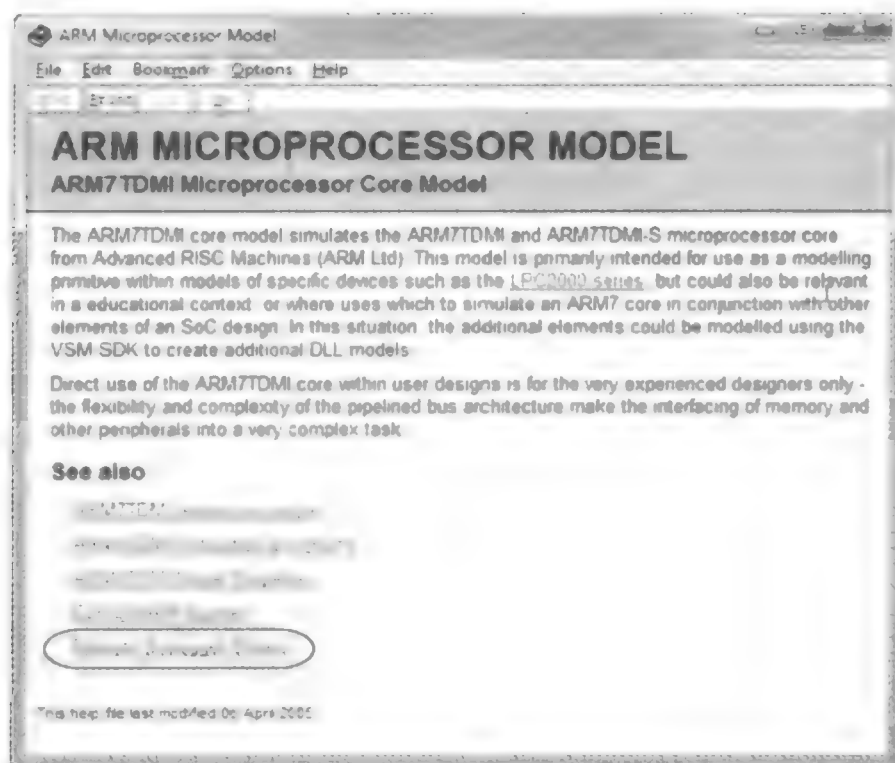 ARM Microprocessor Model
File Edit Bookmark Options Help
ARM MICROPROCESSOR MODEL
ARM7TDMI Microprocessor Core Model
The ARM7TDMI core model simulates the ARM7TDMI and ARM7TDMI-S microprocessor core
from Advanced RISC Machines (ARM Ltd). This model is primarily intended for use as a modelling
primitive within models of specific devices such as the LPC2000 series, but could also be relevant
in a educational context, or where uses which to simulate an ARM7 core in conjunction with other
elements of an SoC design. In this situation, the additional elements could be modelled using the
VSM SDK to create additional DLL models
Direct use of the ARM7TDMI core within user designs is for the very experienced designers only -
the flexibility and complexity of the pipelined bus architecture make the interfacing of memory and
other peripherals into a very complex task
See also
This help file last modified April